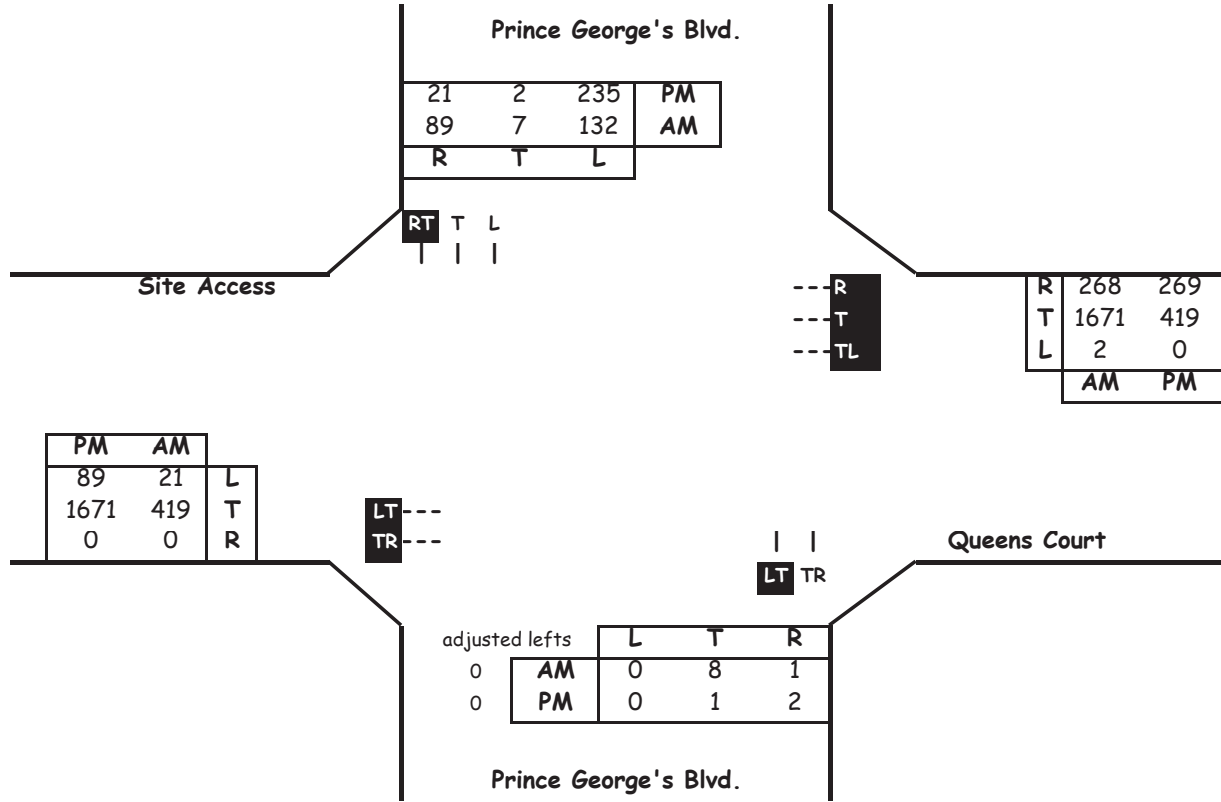 Prince George's Blvd.
21 2 235 PM
89 7 132 AM
R T L
RT T L
Site Access
R
T
TL
R 268 269
T 1671 419
L 2 0
AM PM
PM AM
89 21 L
1671 419 T
0 0 R
LT
TR
Queens Court
LT TR
adjusted lefts L T R
0 AM 0 8 1
0 PM 0 1 2
Prince George's Blvd.